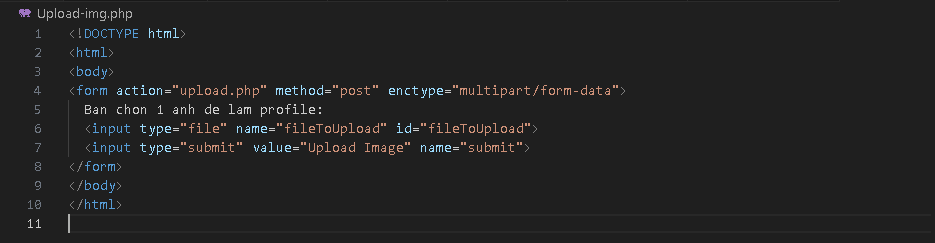 Upload-img.php
1 <!DOCTYPE html>
2 <html>
3 <body>
4 <form action="upload.php" method="post" enctype="multipart/form-data">
5   Ban chon 1 anh de lam profile:
6   <input type="file" name="fileToUpload" id="fileToUpload">
7   <input type="submit" value="Upload Image" name="submit">
8 </form>
9 </body>
10 </html>
11